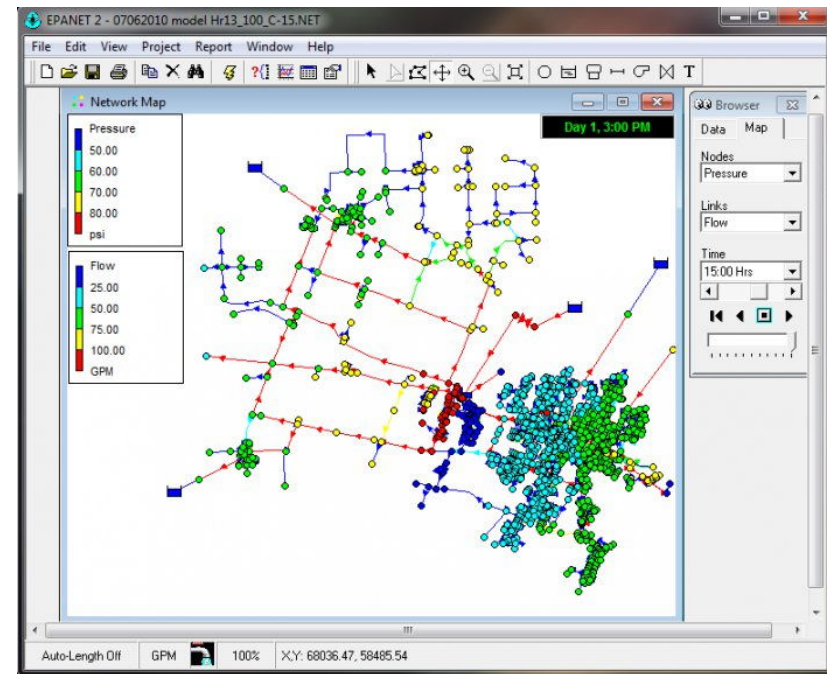 EPANET 2 - 07062010 model Hr13_100_C-15.NET
File Edit View Project Report Window Help
T
Network Map
Day 1, 3:00 PM
Pressure
50.00
60.00
70.00
80.00
psi
Flow
25.00
50.00
75.00
100.00
GPM
Browser
Data Map
Nodes
Pressure
Links
Flow
Time
15:00 Hrs
Auto-Length Off GPM 100% X,Y: 68036.47, 58485.54